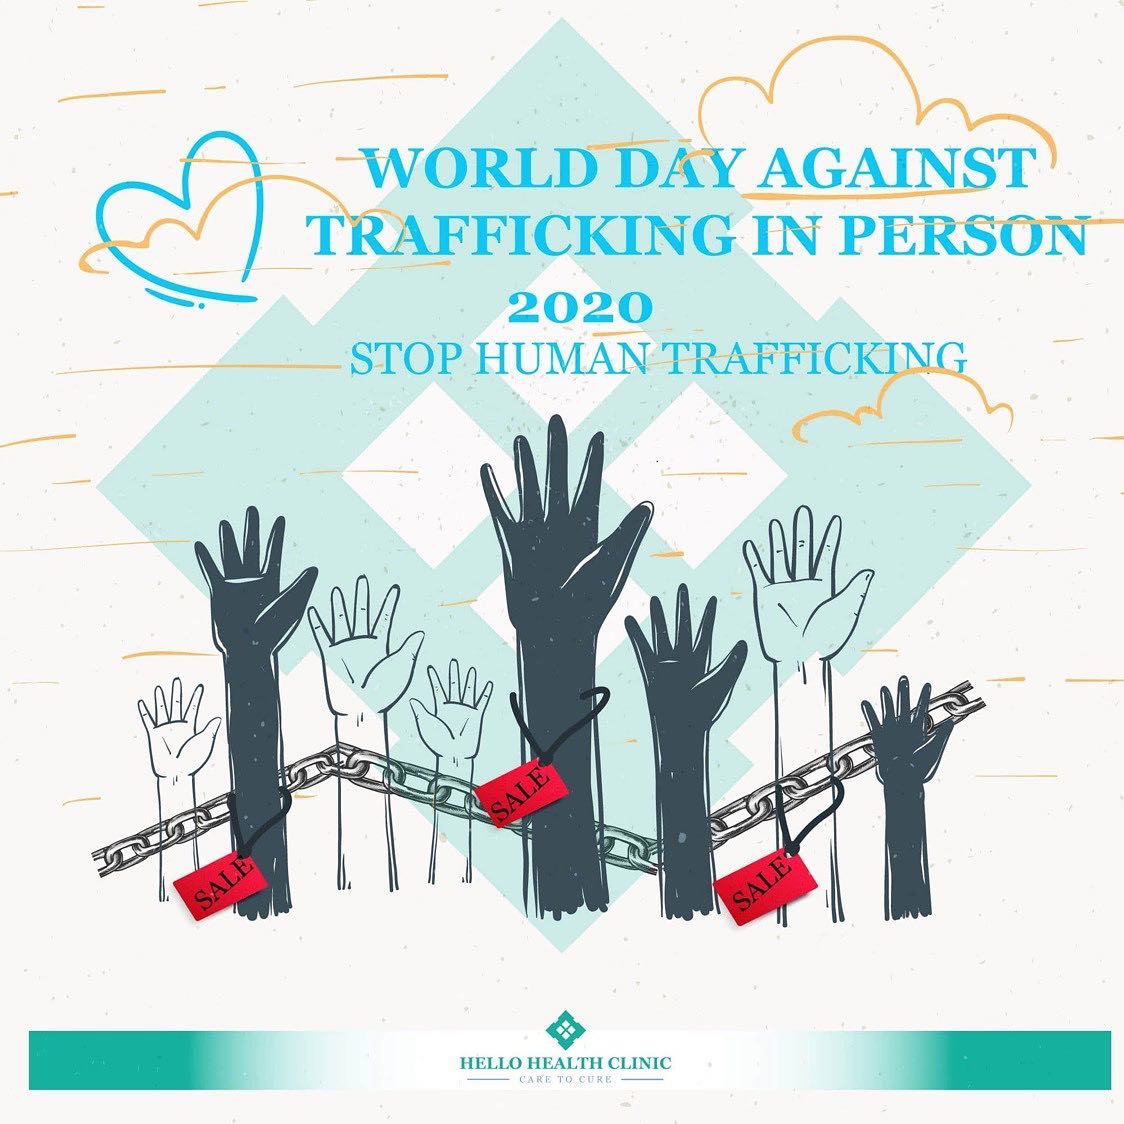 WORLD DAY AGAINST
TRAFFICKING IN PERSON
2020
STOP HUMAN TRAFFICKING
SALE
SALE
SALE
HELLO HEALTH CLINIC
CARE TO CURE